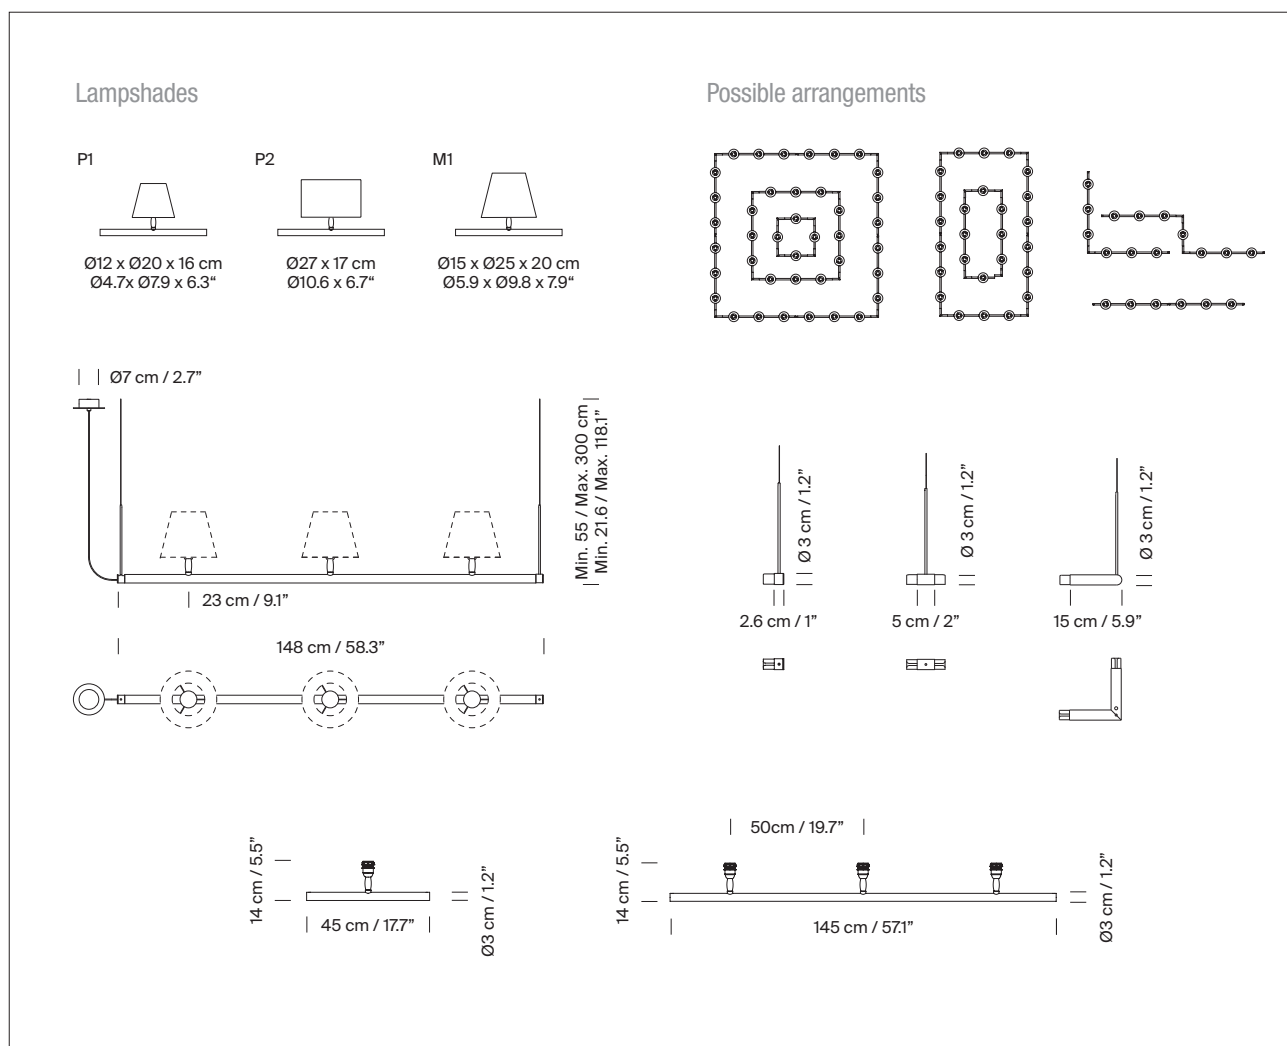 Lampshades
P1
P2
M1
Ø12 x Ø20 x 16 cm
Ø4.7x Ø7.9 x 6.3“
Ø27 x 17 cm
Ø10.6 x 6.7“
Ø15 x Ø25 x 20 cm
Ø5.9 x Ø9.8 x 7.9“
Possible arrangements
Ø7 cm / 2.7”
Min. 55 / Max. 300 cm
Min. 21.6 / Max. 118.1”
23 cm / 9.1”
148 cm / 58.3”
Ø 3 cm / 1.2”
Ø 3 cm / 1.2”
Ø 3 cm / 1.2”
2.6 cm / 1”
5 cm / 2”
15 cm / 5.9”
14 cm / 5.5”
45 cm / 17.7”
Ø3 cm / 1.2”
50cm / 19.7”
14 cm / 5.5”
145 cm / 57.1”
Ø3 cm / 1.2”